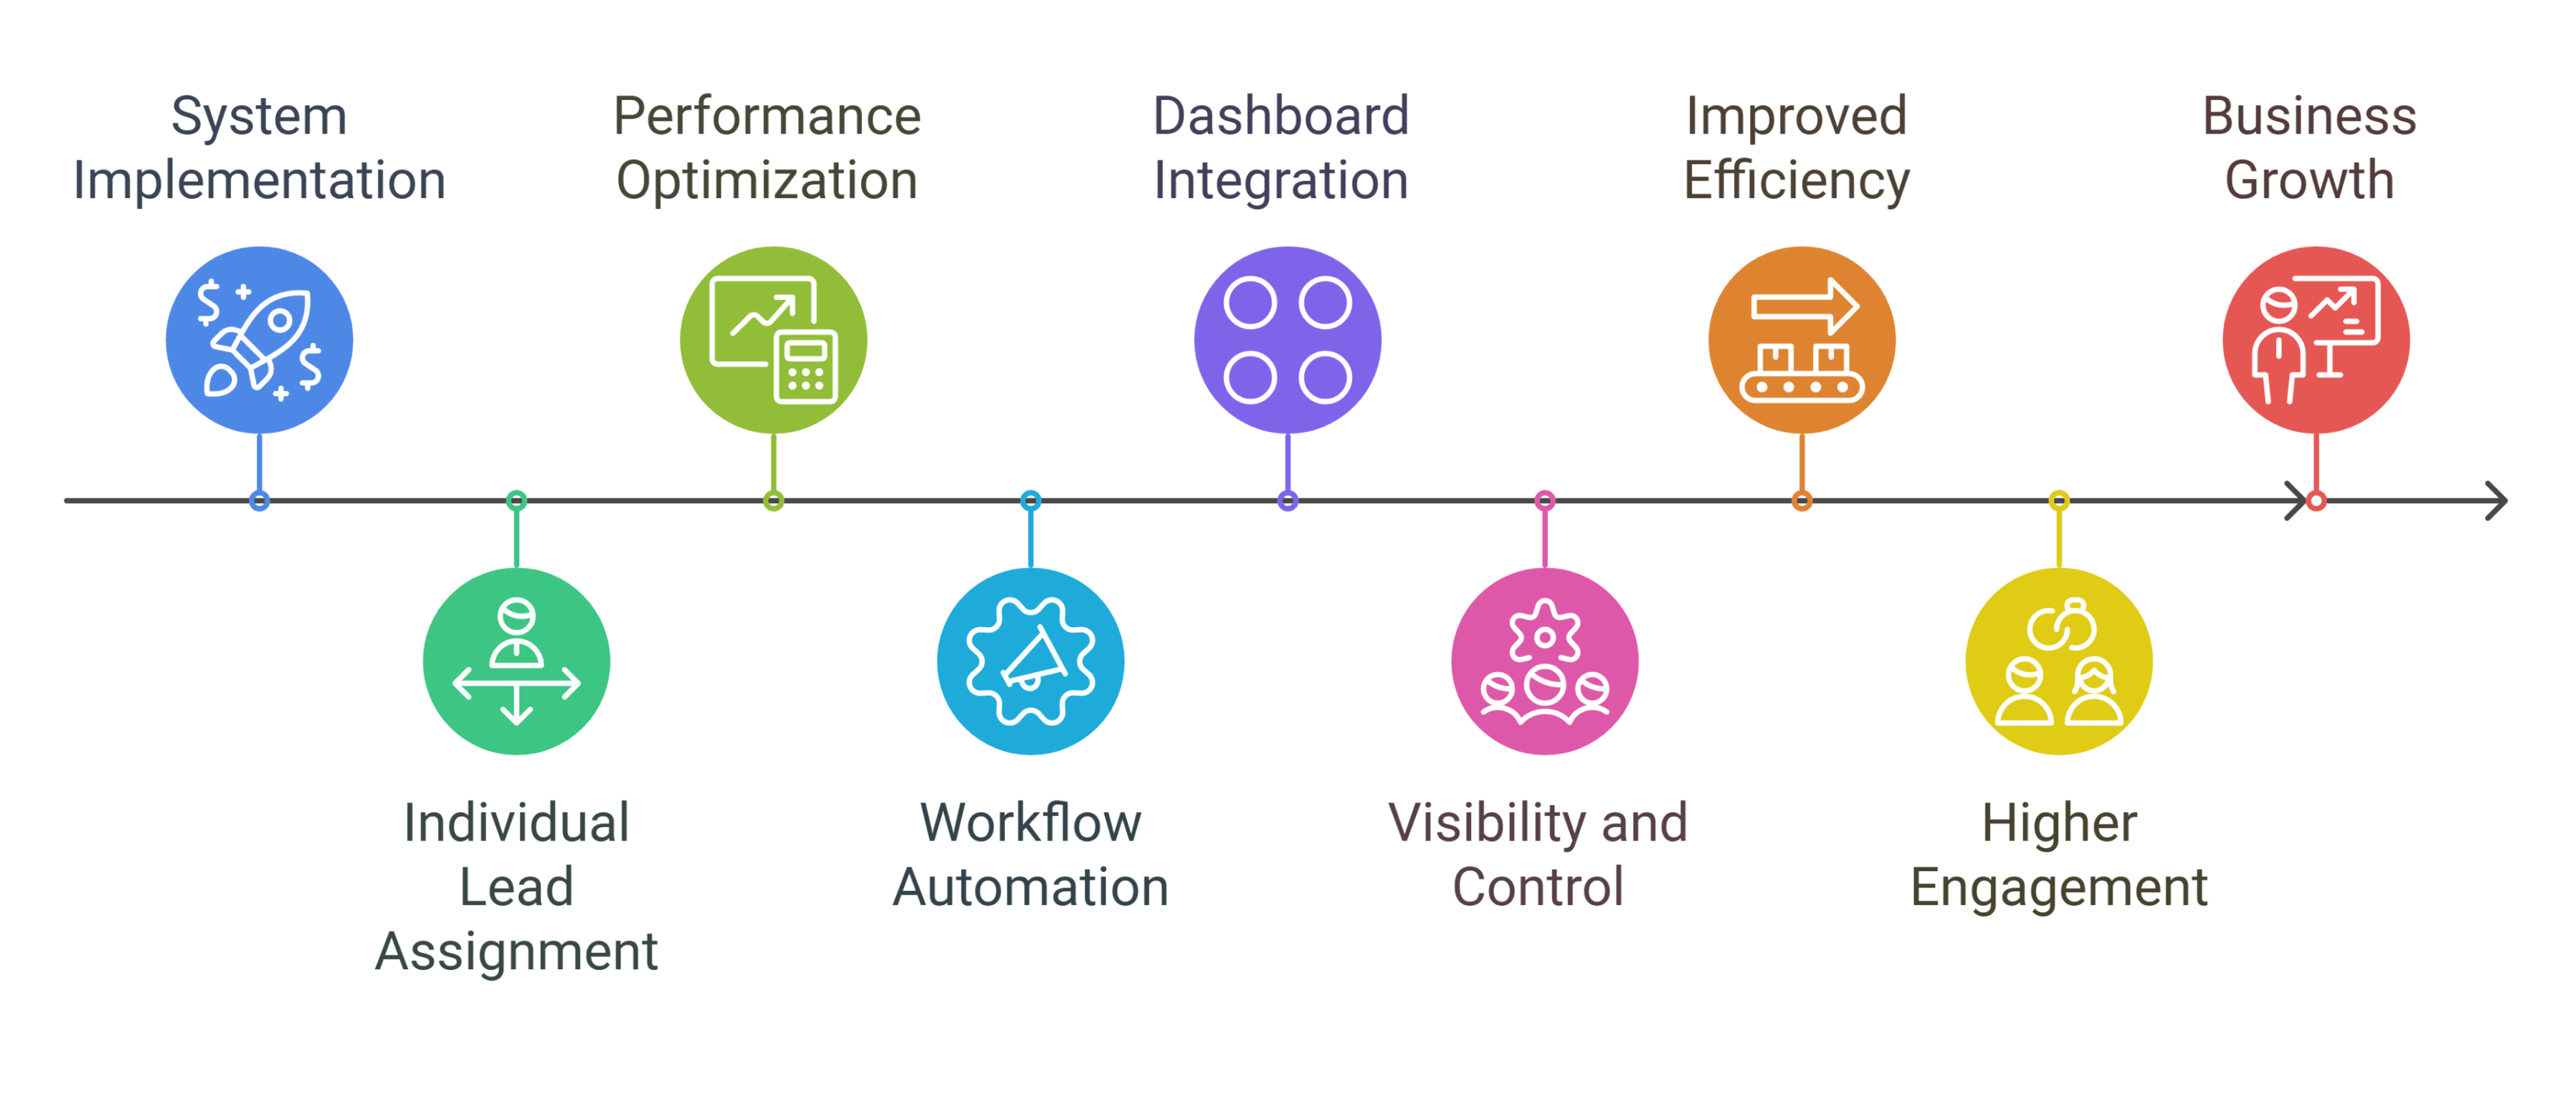 System
Implementation
Performance
Optimization
Dashboard
Integration
Improved
Efficiency
Business
Growth
Individual
Lead
Assignment
Workflow
Automation
Visibility and
Control
Higher
Engagement